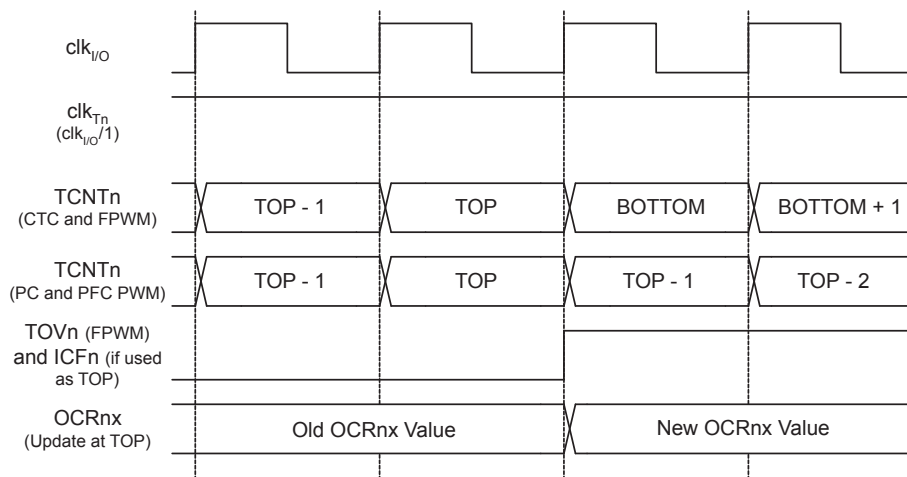 clkI/O
clkTn
(clkI/O/1)
TCNTn
(CTC and FPWM)
TOP - 1
TOP
BOTTOM
BOTTOM + 1
TCNTn
(PC and PFC PWM)
TOP - 1
TOP
TOP - 1
TOP - 2
TOVn (FPWM)
and ICFn (if used
as TOP)
OCRnx
(Update at TOP)
Old OCRnx Value
New OCRnx Value